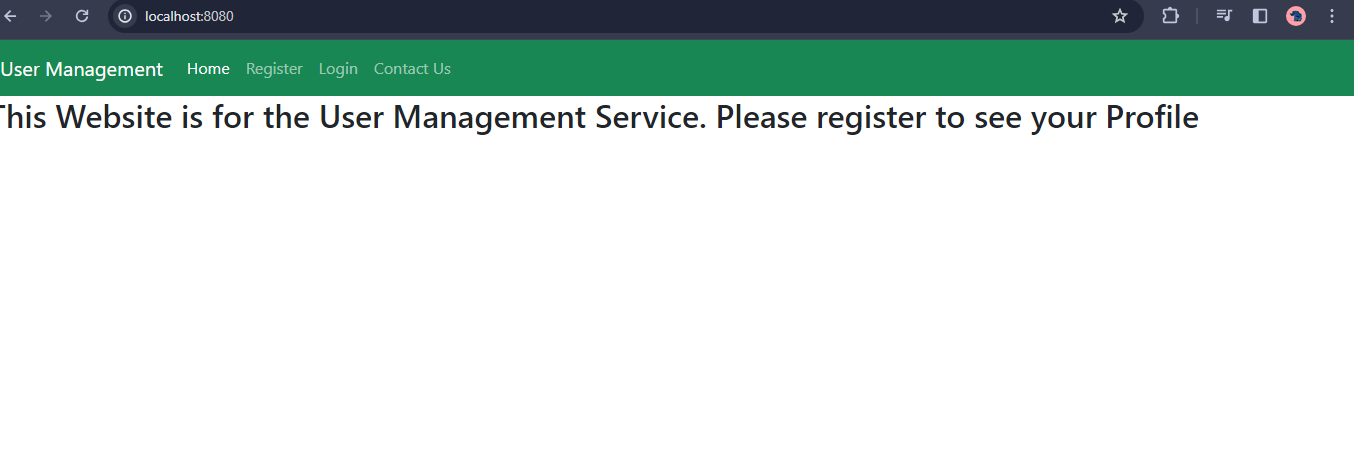 localhost:8080
User Management Home Register Login Contact Us
This Website is for the User Management Service. Please register to see your Profile